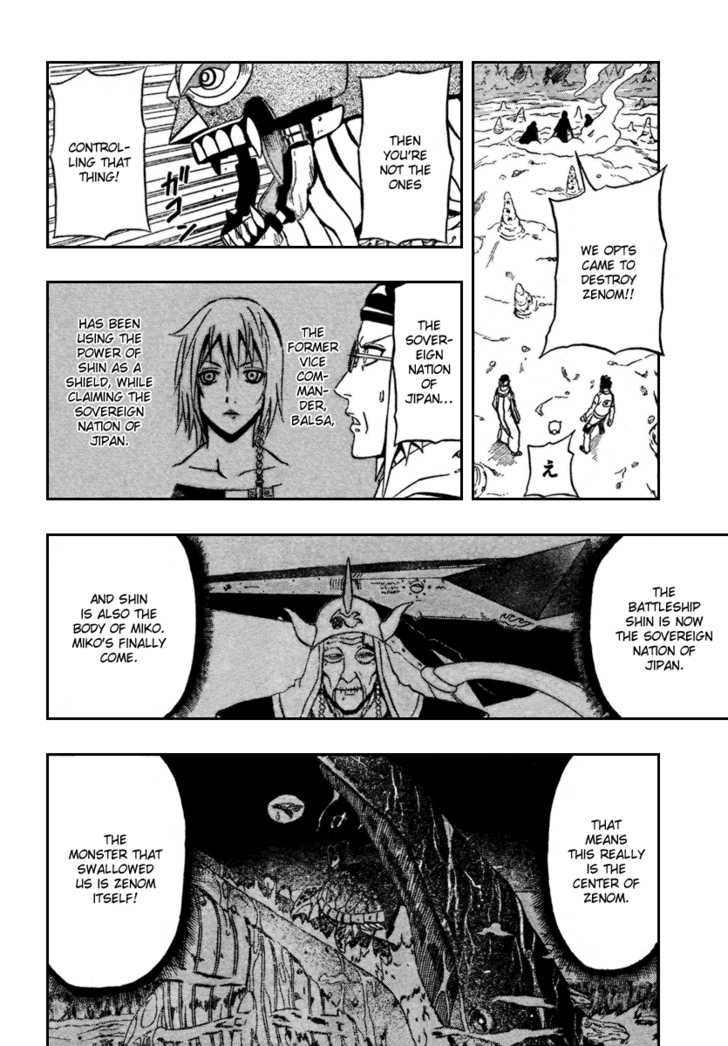 WE OPTS
CAME TO
DESTROY
ZENOM!!
え
THEN
YOU'RE
NOT THE
ONES
CONTROL-
LING THAT
THING!
ガコン
THE
SOVER-
EIGN
NATION
OF
JIPAN...
THE
FORMER
VICE
COM-
MAN-
DER,
BALSA,
HAS BEEN
USING THE
POWER OF
SHIN AS A
SHIELD, WHILE
CLAIMING THE
SOVEREIGN
NATION OF
JIPAN.
THE
BATTLESHIP
SHIN IS NOW
THE SOVEREIGN
NATION OF
JIPAN.
AND SHIN
IS ALSO THE
BODY OF MIKO.
MIKO'S FINALLY
COME.
THAT
MEANS
THIS REALLY
IS THE
CENTER OF
ZENOM.
THE
MONSTER THAT
SWALLOWED
US IS ZENOM
ITSELF!